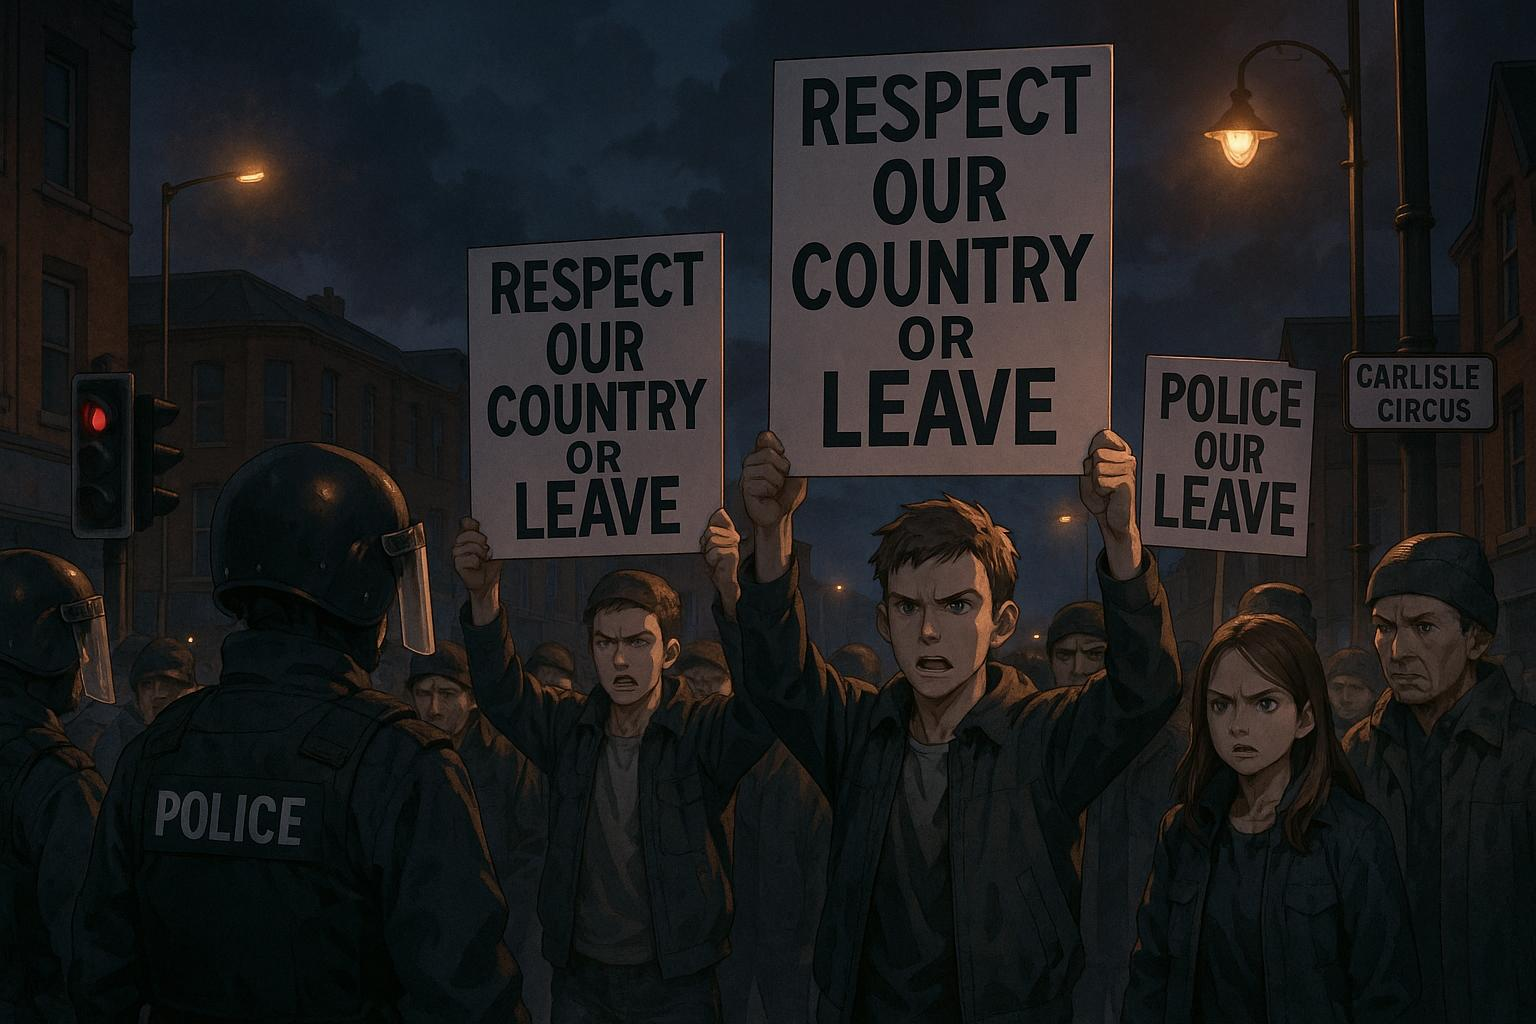 RESPECT
OUR
COUNTRY
OR
LEAVE
RESPECT
OUR
COUNTRY
OR
LEAVE
POLICE
OUR
LEAVE
CARLISLE
CIRCUS
POLICE